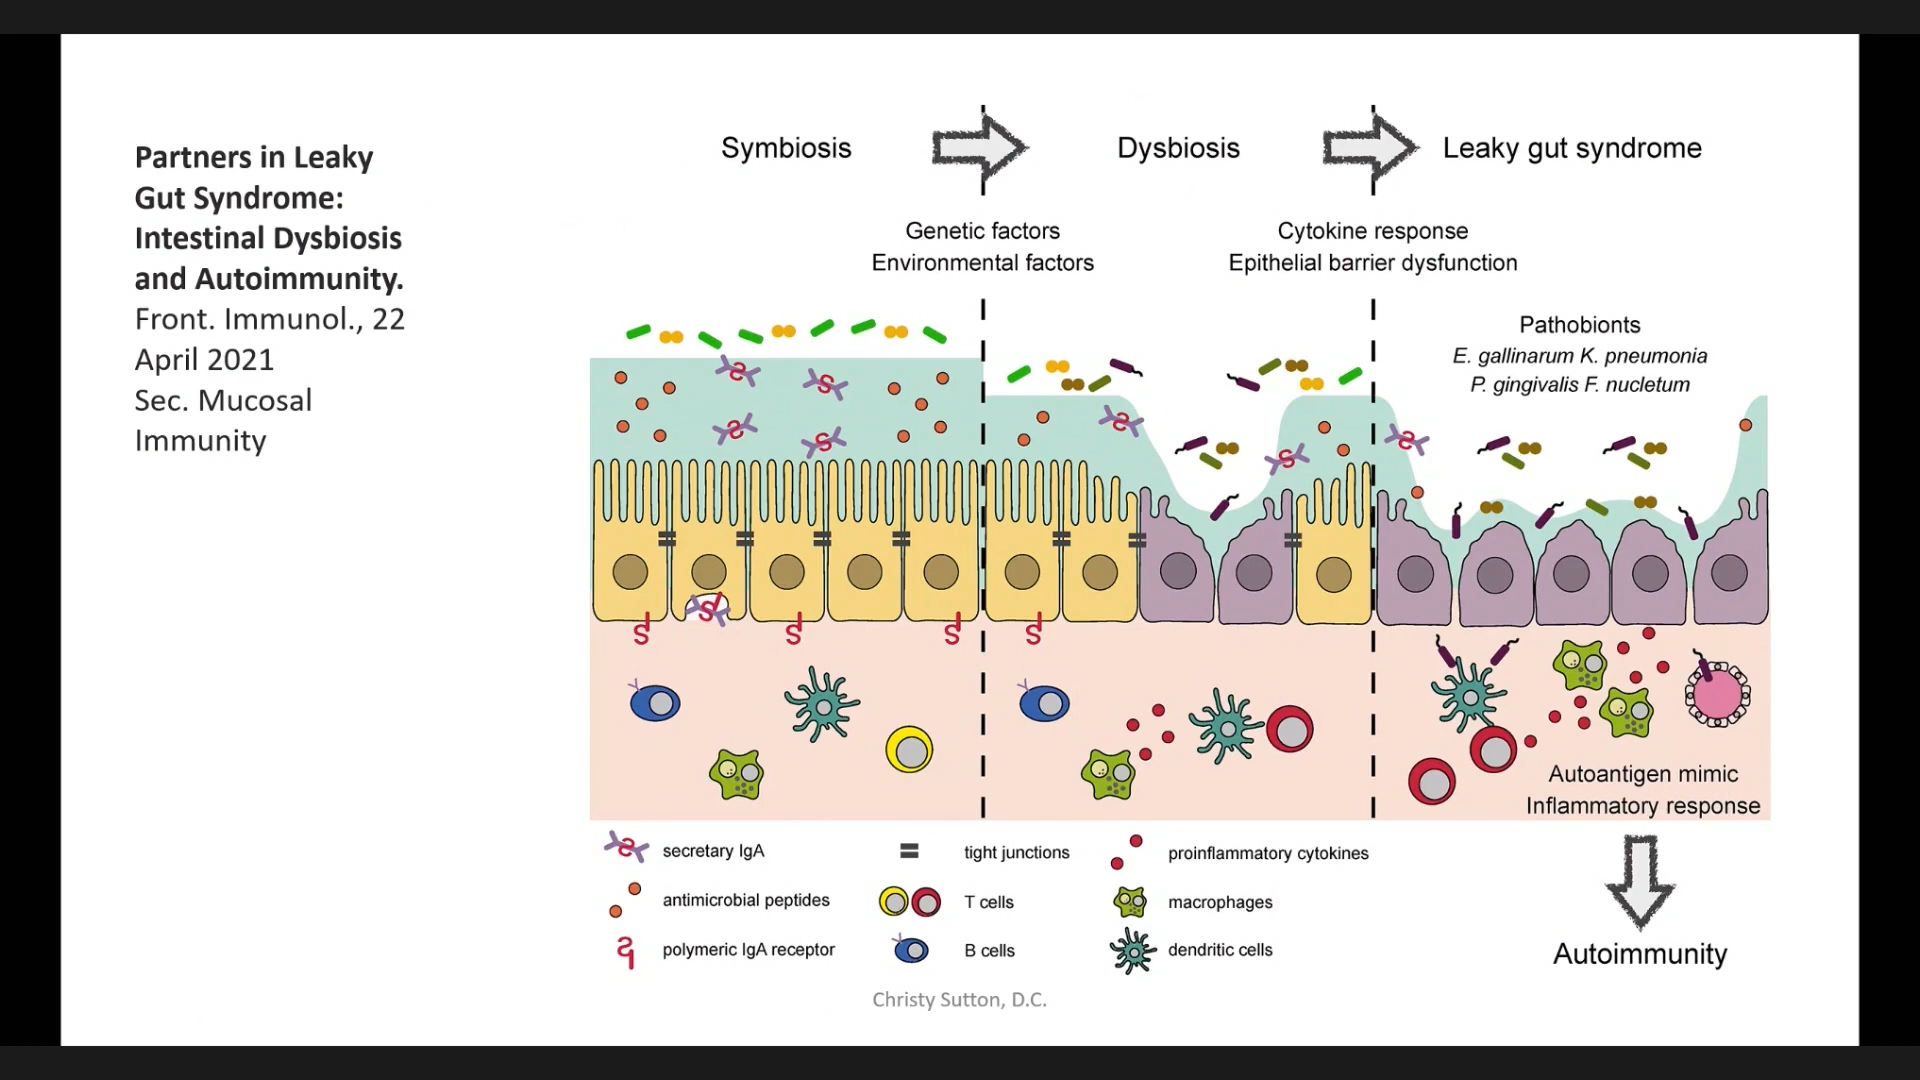 Partners in Leaky
Gut Syndrome:
Intestinal Dysbiosis
and Autoimmunity.
Front. Immunol., 22
April 2021
Sec. Mucosal
Immunity
Symbiosis
Dysbiosis
Leaky gut syndrome
Genetic factors
Environmental factors
Cytokine response
Epithelial barrier dysfunction
Pathobionts
E. gallinarum K. pneumonia
P. gingivalis F. nucletum
Autoantigen mimic
Inflammatory response
Autoimmunity
secretary IgA
antimicrobial peptides
polymeric IgA receptor
tight junctions
T cells
B cells
proinflammatory cytokines
macrophages
dendritic cells
Christy Sutton, D.C.